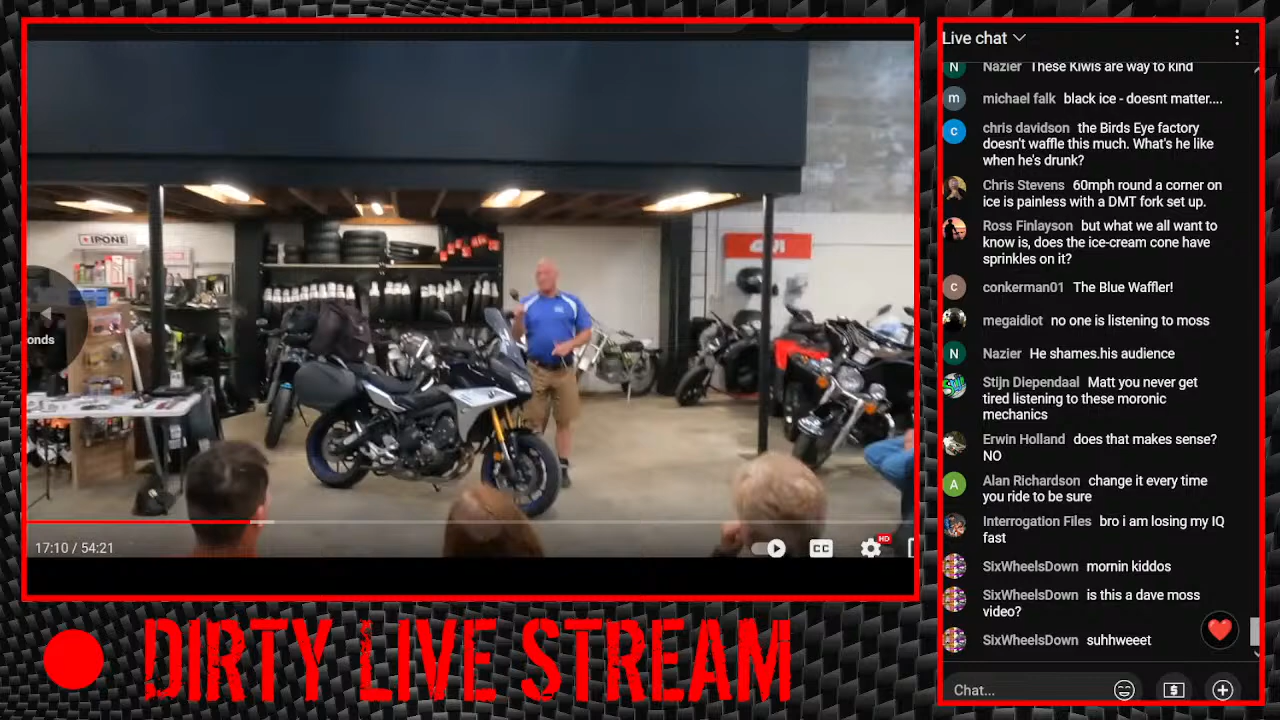 IPONE
GIVI
onds
17:10 / 54:21
CC
HD
DIRTY LIVE STREAM
Live chat
Nazier These Kiwis are way to kind
michael falk black ice - doesnt matter....
chris davidson the Birds Eye factory
doesn't waffle this much. What's he like
when he's drunk?
Chris Stevens 60mph round a corner on
ice is painless with a DMT fork set up.
Ross Finlayson but what we all want to
know is, does the ice-cream cone have
sprinkles on it?
conkerman01 The Blue Waffler!
megaidiot no one is listening to moss
Nazier He shames.his audience
Stijn Diependaal Matt you never get
tired listening to these moronic
mechanics
Erwin Holland does that makes sense?
NO
Alan Richardson change it every time
you ride to be sure
Interrogation Files bro i am losing my IQ
fast
SixWheelsDown mornin kiddos
SixWheelsDown is this a dave moss
video?
SixWheelsDown suhhweeet
Chat...